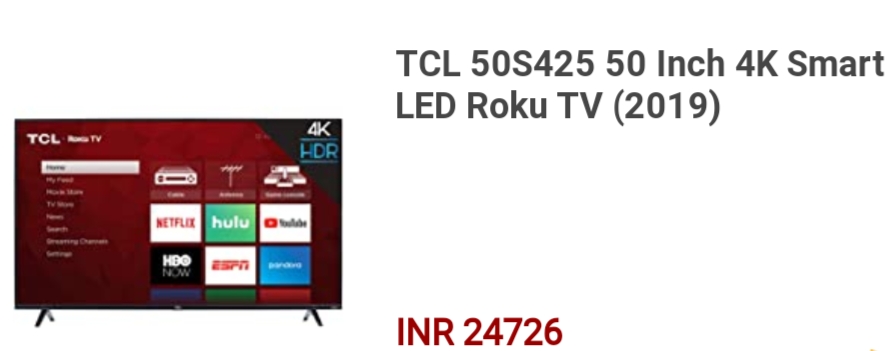 TCL 50S425 50 Inch 4K Smart
LED Roku TV (2019)
4K
HDR
TCL Roku TV
Home
My Feed
Movie Store
TV Store
News
Search
Streaming Channels
Settings
Cable
Antenna
Game console
NETFLIX
hulu
YouTube
HBO
NOW
ESPN
pandora
INR 24726